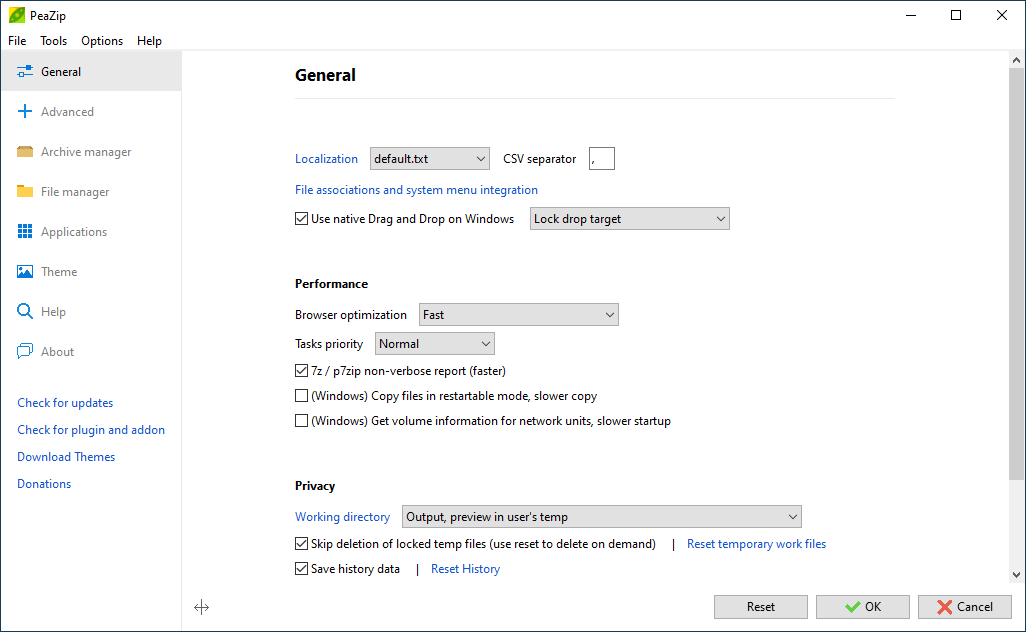 PeaZip
File Tools Options Help
General
Advanced
Archive manager
File manager
Applications
Theme
Help
About
Check for updates
Check for plugin and addon
Download Themes
Donations
General
Localization default.txt CSV separator ,
File associations and system menu integration
Use native Drag and Drop on Windows Lock drop target
Performance
Browser optimization Fast
Tasks priority Normal
7z / p7zip non-verbose report (faster)
(Windows) Copy files in restartable mode, slower copy
(Windows) Get volume information for network units, slower startup
Privacy
Working directory Output, preview in user's temp
Skip deletion of locked temp files (use reset to delete on demand) | Reset temporary work files
Save history data | Reset History
Reset OK Cancel